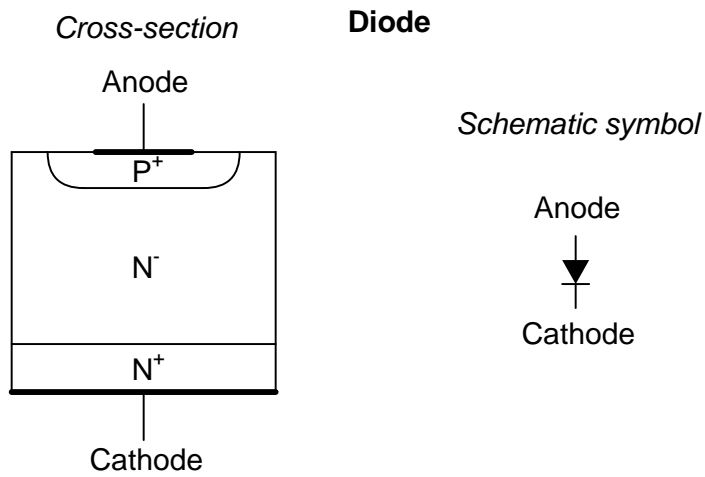 Diode
Cross-section
Anode
P⁺
N⁻
N⁺
Cathode
Schematic symbol
Anode
Cathode